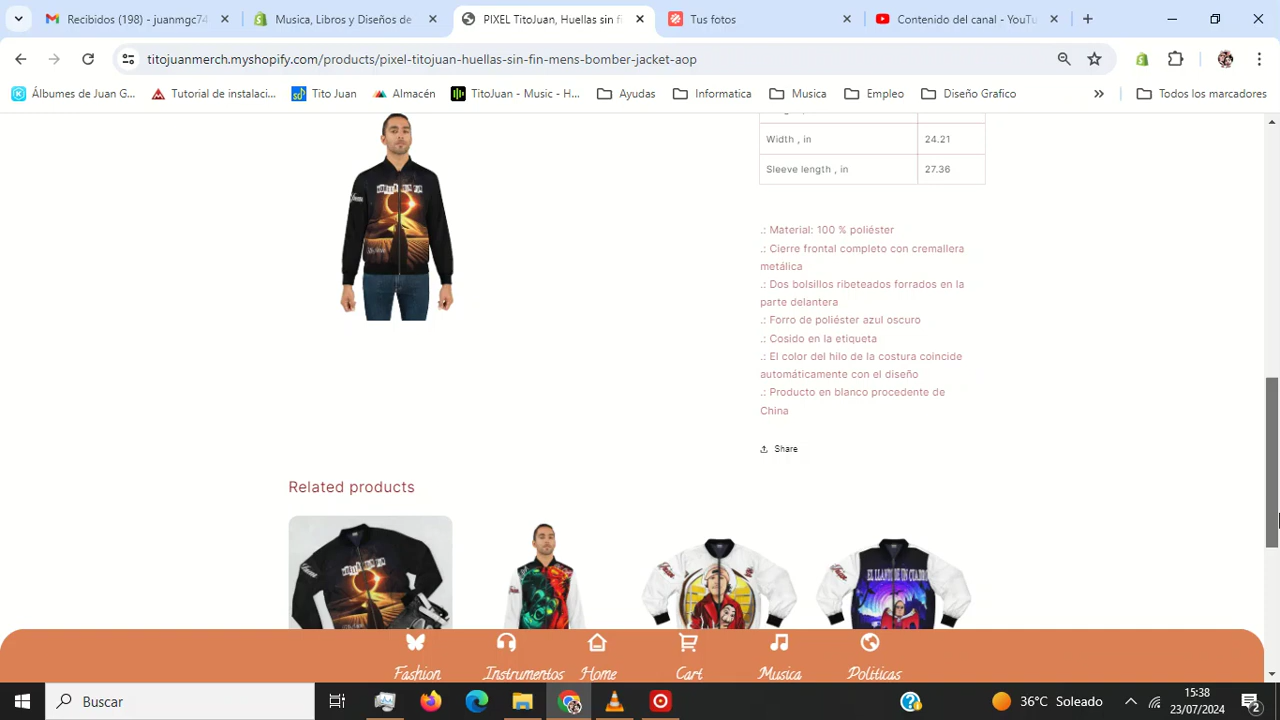 Recibidos (198) - juanmgc74
Musica, Libros y Diseños de
PIXEL TitoJuan, Huellas sin fi
Tus fotos
Contenido del canal - YouTu
titojuanmerch.myshopify.com/products/pixel-titojuan-huellas-sin-fin-mens-bomber-jacket-aop
Álbumes de Juan G...
Tutorial de instalaci...
Tito Juan
Almacén
TitoJuan - Music - H...
Ayudas
Informatica
Musica
Empleo
Diseño Grafico
Todos los marcadores
Width , in 24.21
Sleeve length , in 27.36
.: Material: 100 % poliéster
.: Cierre frontal completo con cremallera
metálica
.: Dos bolsillos ribeteados forrados en la
parte delantera
.: Forro de poliéster azul oscuro
.: Cosido en la etiqueta
.: El color del hilo de la costura coincide
automáticamente con el diseño
.: Producto en blanco procedente de
China
Share
Related products
EL LLANTO DE UN CUADRO
Fashion
Instrumentos
Home
Cart
Musica
Politicas
Buscar
36°C Soleado
15:38
23/07/2024
2